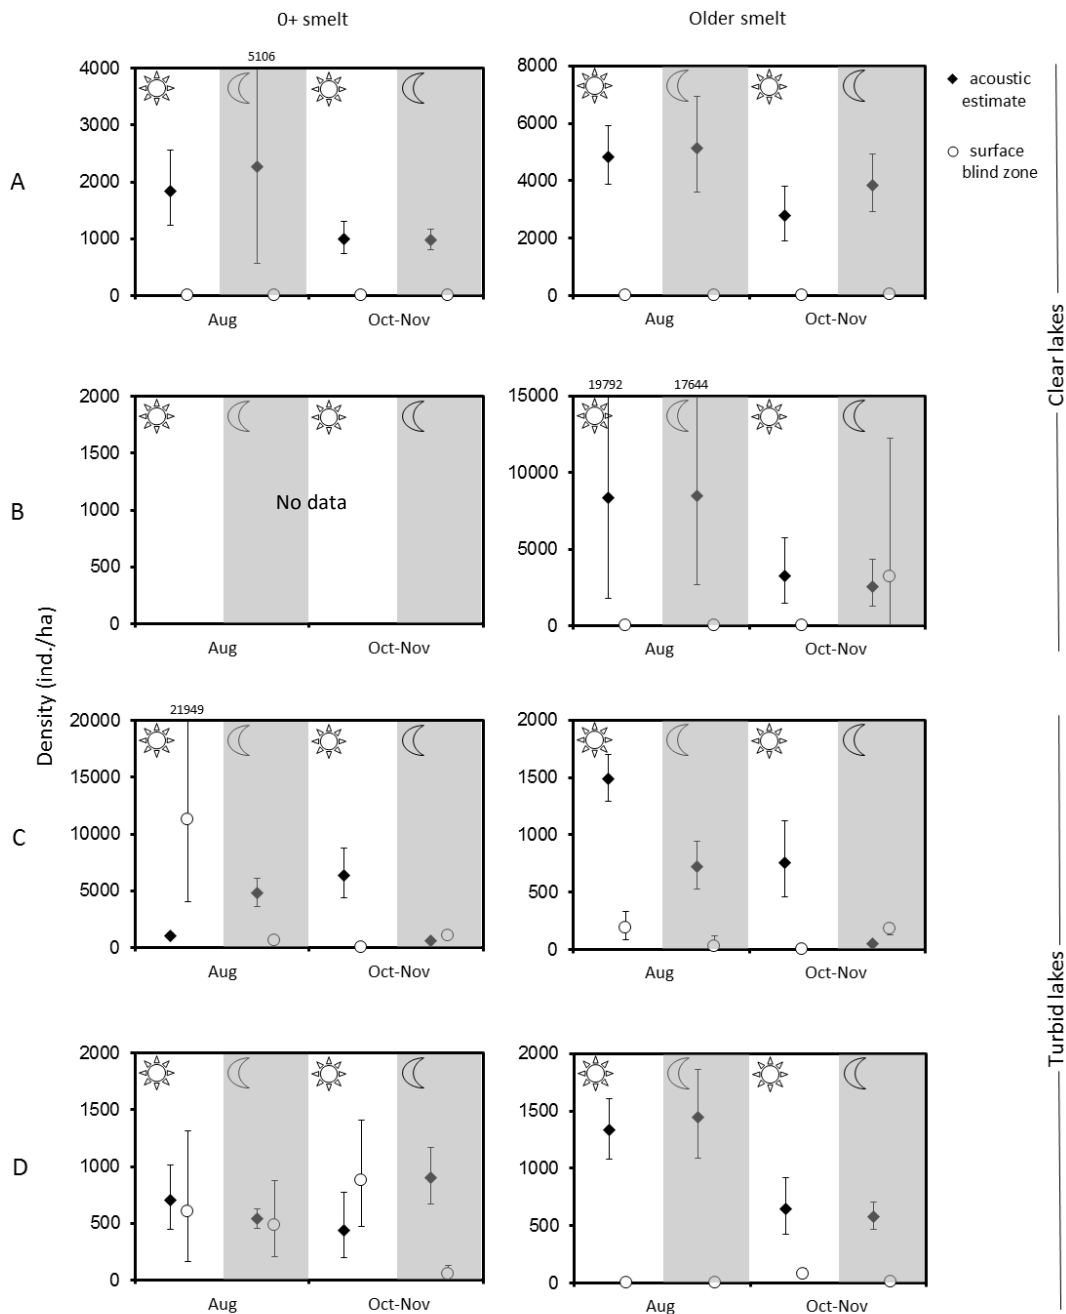 0+ smelt
Older smelt
A
5106
4000
3000
2000
1000
0
Aug
Oct-Nov
8000
6000
4000
2000
0
Aug
Oct-Nov
acoustic
estimate
surface
blind zone
Clear lakes
B
2000
1500
1000
500
0
No data
Aug
Oct-Nov
19792
17644
15000
10000
5000
0
Aug
Oct-Nov
Density (ind./ha)
C
21949
20000
15000
10000
5000
0
Aug
Oct-Nov
2000
1500
1000
500
0
Aug
Oct-Nov
Turbid lakes
D
2000
1500
1000
500
0
Aug
Oct-Nov
2000
1500
1000
500
0
Aug
Oct-Nov